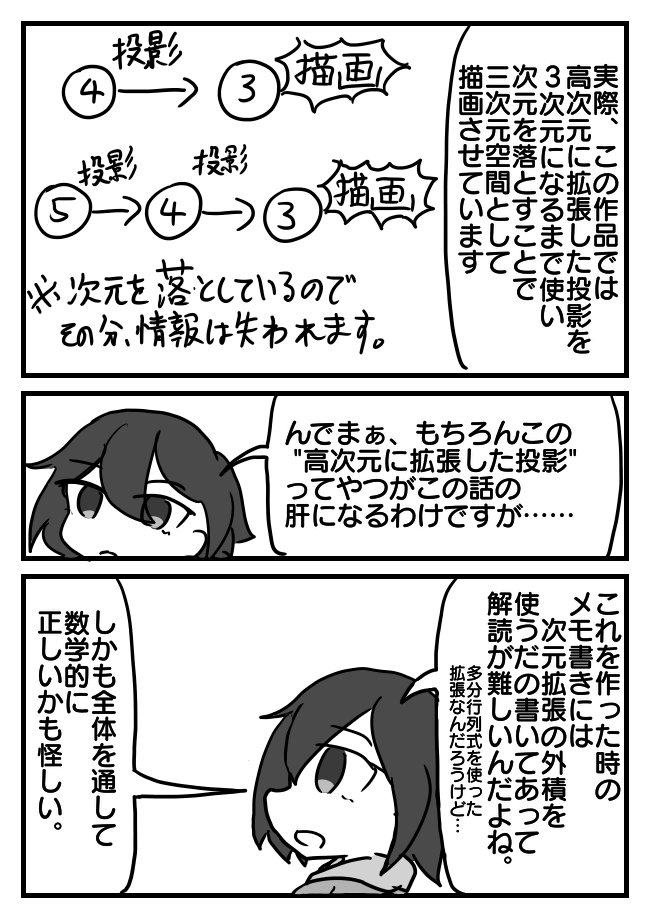 実際、この作品では
高次元に拡張した投影を
3次元になるまで使い
次元を落とすことで
三次元空間として
描画させています
投影
④→③描画
投影 投影
⑤→④→③描画
※次元を落としているので
その分、情報は失われます。
んでまぁ、もちろんこの
"高次元に拡張した投影"
ってやつがこの話の
肝になるわけですが……
これを作った時の
メモ書きには
次元拡張の外積を
使うだの書いてあって
解読が難しいんだよね。
多分行列式を使った
拡張なんだろうけど…
しかも全体を通して
数学的に
正しいかも怪しい。